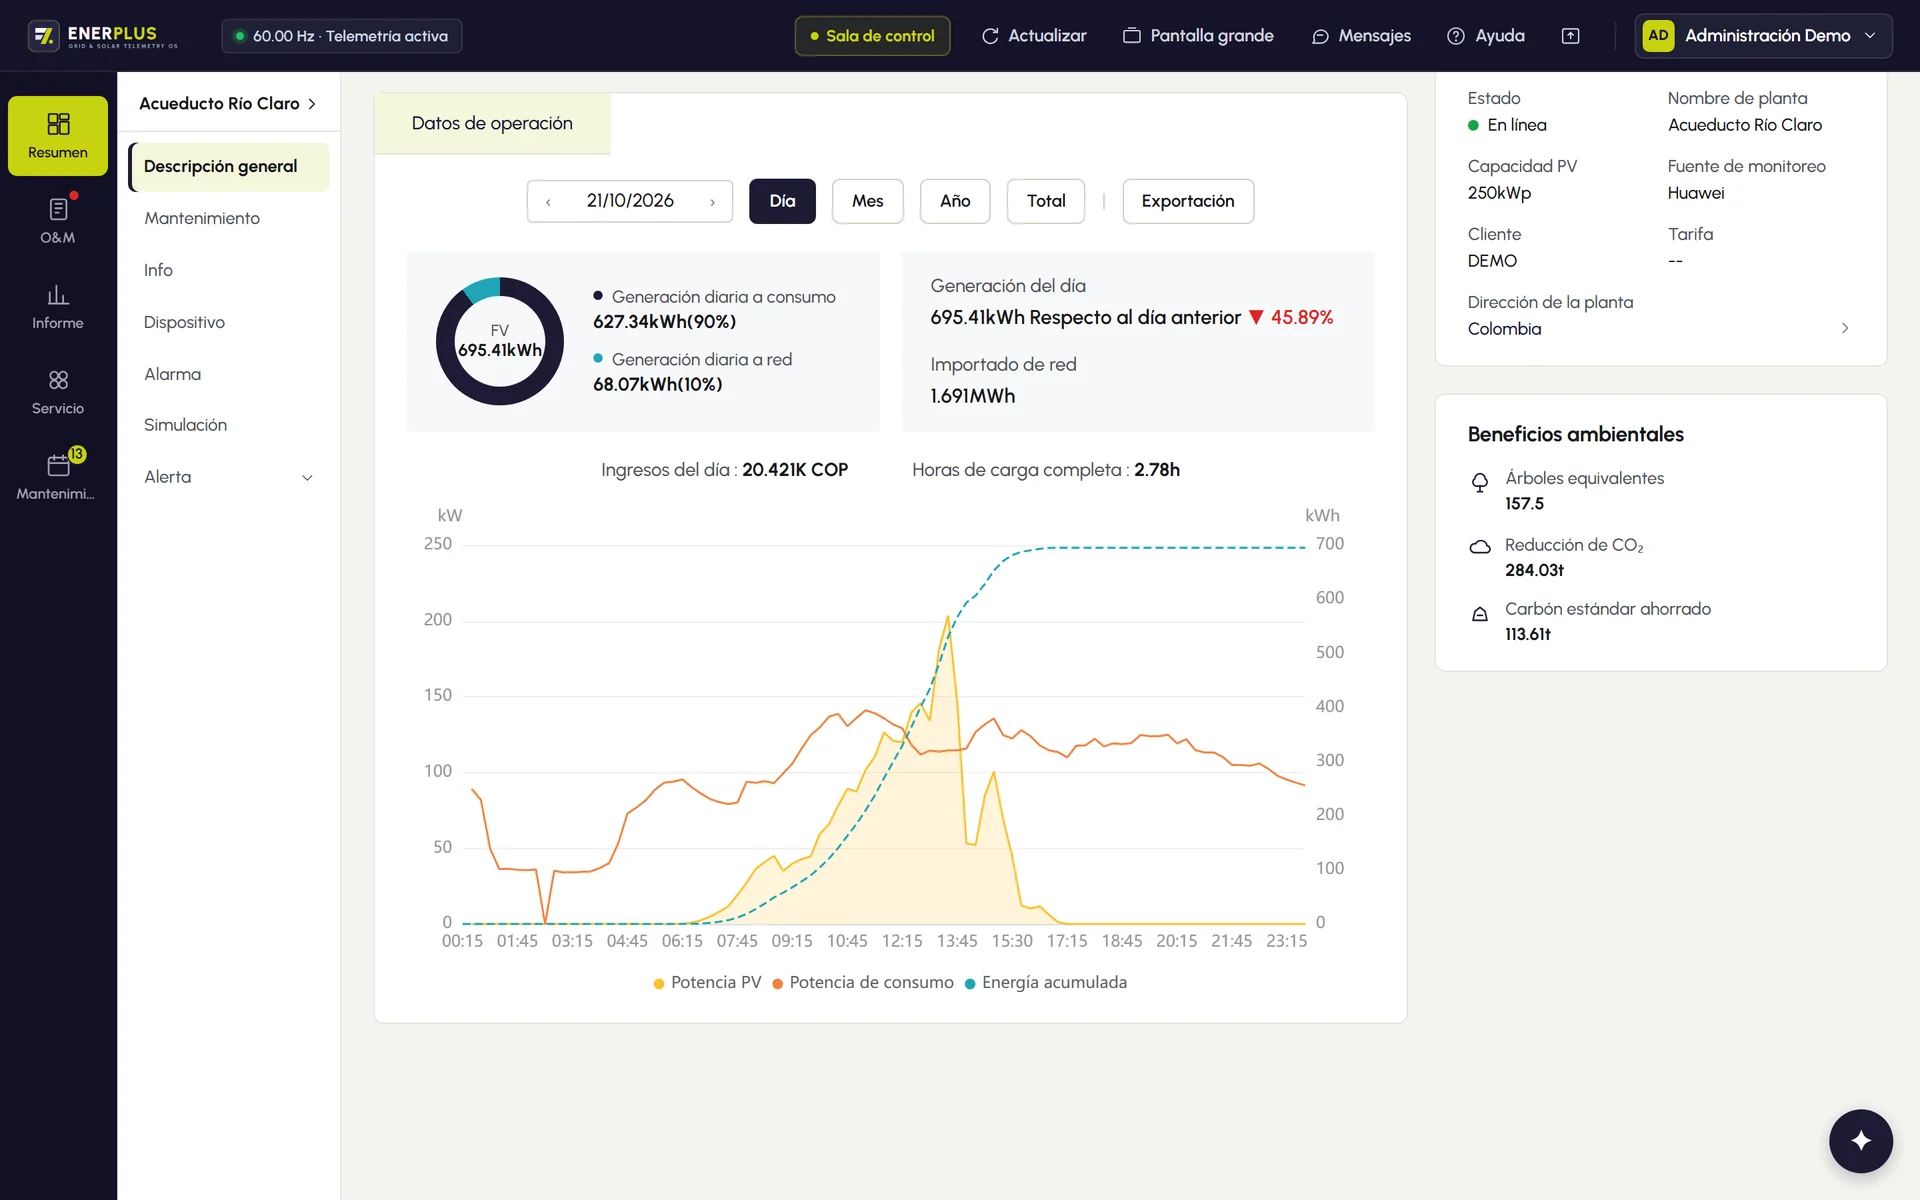 ENERPLUS
GRID & SOLAR TELEMETRY OS
60.00 Hz · Telemetría activa
Sala de control
Actualizar
Pantalla grande
Mensajes
Ayuda
AD
Administración Demo
Resumen
O&M
Informe
Servicio
13
Mantenimi...
Acueducto Río Claro
Descripción general
Mantenimiento
Info
Dispositivo
Alarma
Simulación
Alerta
Datos de operación
21/10/2026
Día
Mes
Año
Total
Exportación
FV
695.41kWh
Generación diaria a consumo
627.34kWh(90%)
Generación diaria a red
68.07kWh(10%)
Generación del día
695.41kWh Respecto al día anterior ▼ 45.89%
Importado de red
1.691MWh
Ingresos del día : 20.421K COP
Horas de carga completa : 2.78h
kW
250
200
150
100
50
0
kWh
700
600
500
400
300
200
100
0
00:15 01:45 03:15 04:45 06:15 07:45 09:15 10:45 12:15 13:45 15:30 17:15 18:45 20:15 21:45 23:15
Potencia PV
Potencia de consumo
Energía acumulada
Estado
En línea
Nombre de planta
Acueducto Río Claro
Capacidad PV
250kWp
Fuente de monitoreo
Huawei
Cliente
DEMO
Tarifa
--
Dirección de la planta
Colombia
Beneficios ambientales
Árboles equivalentes
157.5
Reducción de CO₂
284.03t
Carbón estándar ahorrado
113.61t